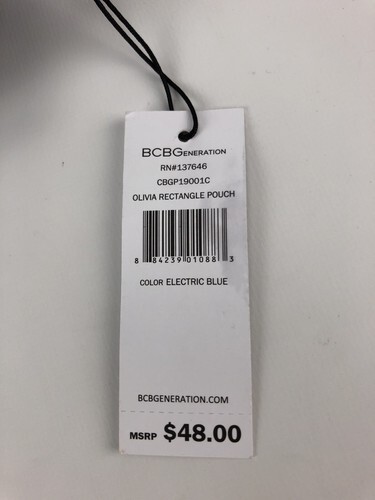 BCBGENERATION
RN#137646
CBGP19001C
OLIVIA RECTANGLE POUCH
8 84239 01088 3
COLOR ELECTRIC BLUE
BCBGENERATION.COM
MSRP $48.00